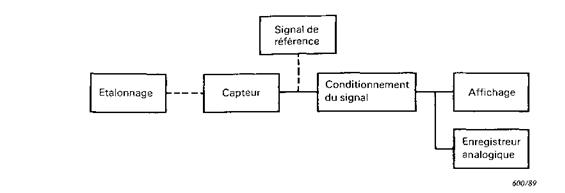 Signal de
référence
Etalonnage
Capteur
Conditionnement
du signal
Affichage
Enregistreur
analogique
600/89